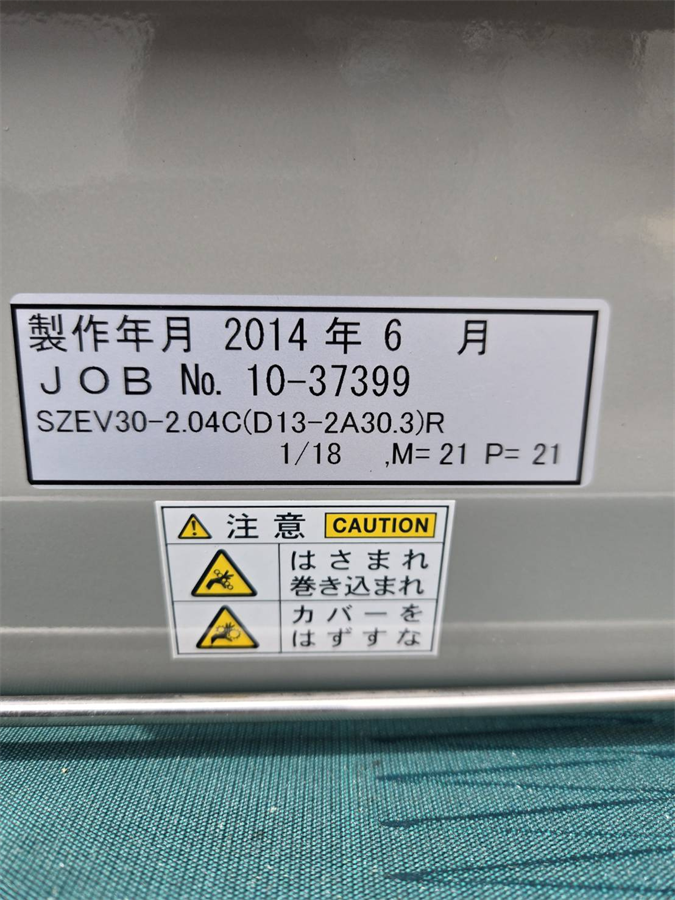 製作年月 2014 年 6 月
JOB No. 10-37399
SZEV30-2.04C(D13-2A30.3)R
1/18 ,M= 21 P= 21
注意 CAUTION
はさまれ
巻き込まれ
カバーを
はずすな